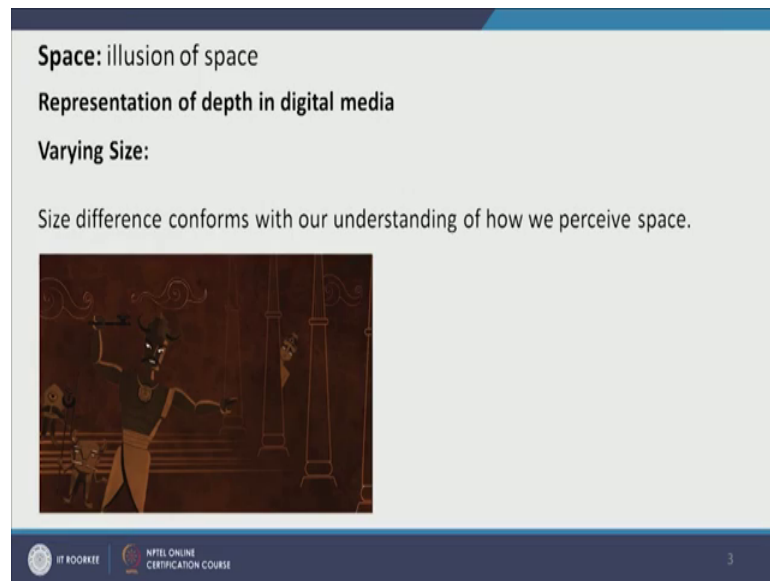 Space: illusion of space
Representation of depth in digital media
Varying Size:
Size difference conforms with our understanding of how we perceive space.
IIT ROORKEE
NPTEL ONLINE
CERTIFICATION COURSE
3